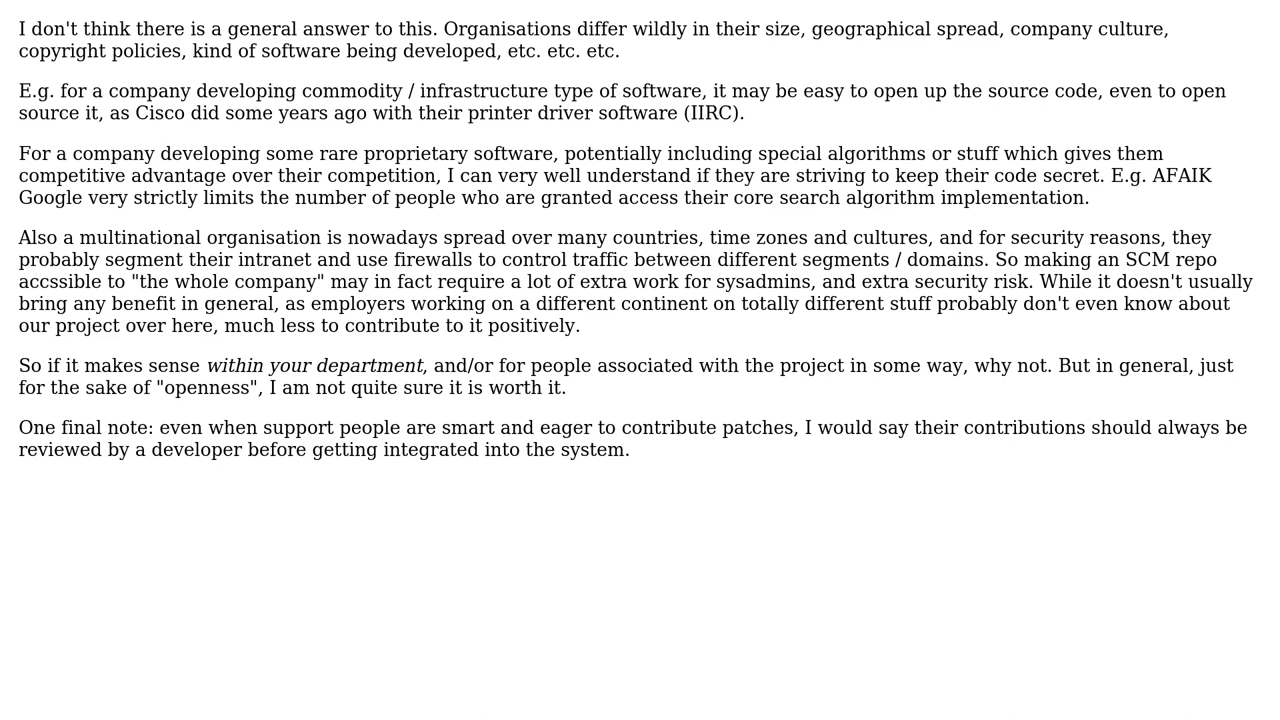 I don't think there is a general answer to this. Organisations differ wildly in their size, geographical spread, company culture,
copyright policies, kind of software being developed, etc. etc. etc.
E.g. for a company developing commodity / infrastructure type of software, it may be easy to open up the source code, even to open
source it, as Cisco did some years ago with their printer driver software (IIRC).
For a company developing some rare proprietary software, potentially including special algorithms or stuff which gives them
competitive advantage over their competition, I can very well understand if they are striving to keep their code secret. E.g. AFAIK
Google very strictly limits the number of people who are granted access their core search algorithm implementation.
Also a multinational organisation is nowadays spread over many countries, time zones and cultures, and for security reasons, they
probably segment their intranet and use firewalls to control traffic between different segments / domains. So making an SCM repo
accssible to "the whole company" may in fact require a lot of extra work for sysadmins, and extra security risk. While it doesn't usually
bring any benefit in general, as employers working on a different continent on totally different stuff probably don't even know about
our project over here, much less to contribute to it positively.
So if it makes sense within your department, and/or for people associated with the project in some way, why not. But in general, just
for the sake of "openness", I am not quite sure it is worth it.
One final note: even when support people are smart and eager to contribute patches, I would say their contributions should always be
reviewed by a developer before getting integrated into the system.